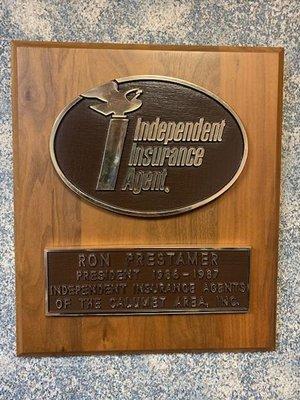 Independent
Insurance
Agent®
RON PRESTAMER
PRESIDENT 1986-1987
INDEPENDENT INSURANCE AGENTS
OF THE CALUMET AREA, INC.